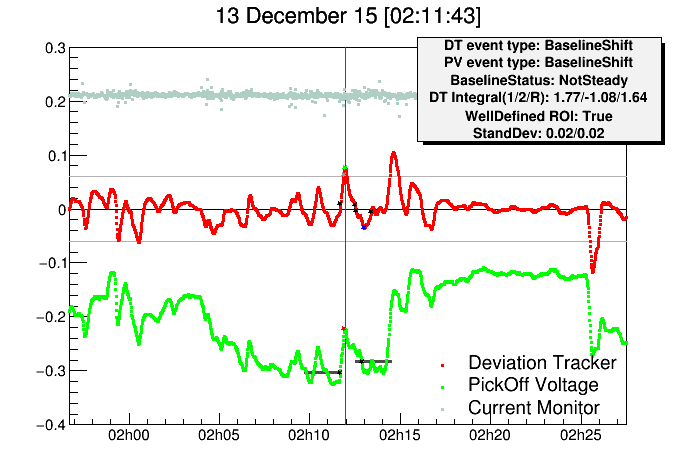 13 December 15 [02:11:43]
DT event type: BaselineShift
PV event type: BaselineShift
BaselineStatus: NotSteady
DT Integral(1/2/R): 1.77/-1.08/1.64
WellDefined ROI: True
StandDev: 0.02/0.02
0.3
0.2
0.1
0
−0.1
−0.2
−0.3
−0.4
Deviation Tracker
PickOff Voltage
Current Monitor
02h00 02h05 02h10 02h15 02h20 02h25